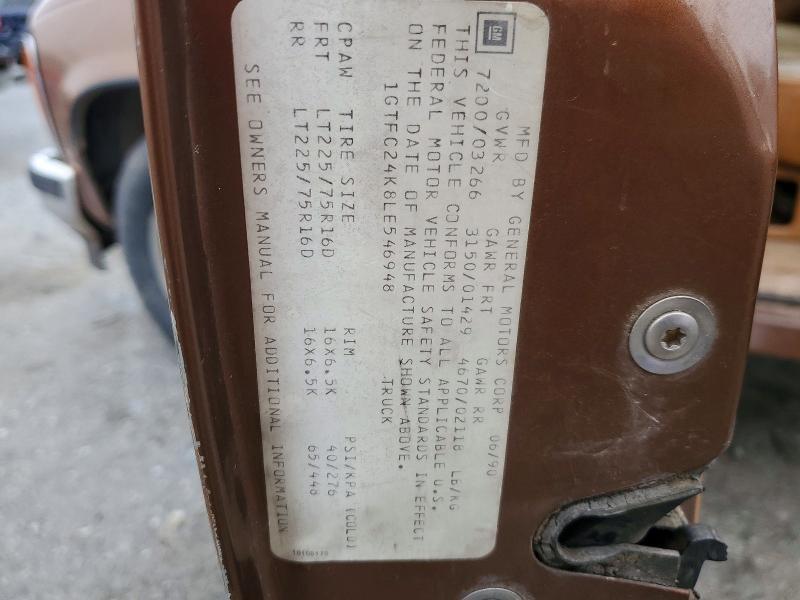 GM
MFD BY GENERAL MOTORS CORP 06/90
GVWR GAWR FRT GAWR RR
7200/03266 3150/01429 4670/02118 LB/KG
THIS VEHICLE CONFORMS TO ALL APPLICABLE U.S.
FEDERAL MOTOR VEHICLE SAFETY STANDARDS IN EFFECT
ON THE DATE OF MANUFACTURE SHOWN ABOVE.
1GTFC24K8LE546948 TRUCK
CPAW TIRE SIZE RIM PSI/KPA (COLD)
FRT LT225/75R16D 16X6.5K 40/276
RR LT225/75R16D 16X6.5K 65/448
SEE OWNERS MANUAL FOR ADDITIONAL INFORMATION